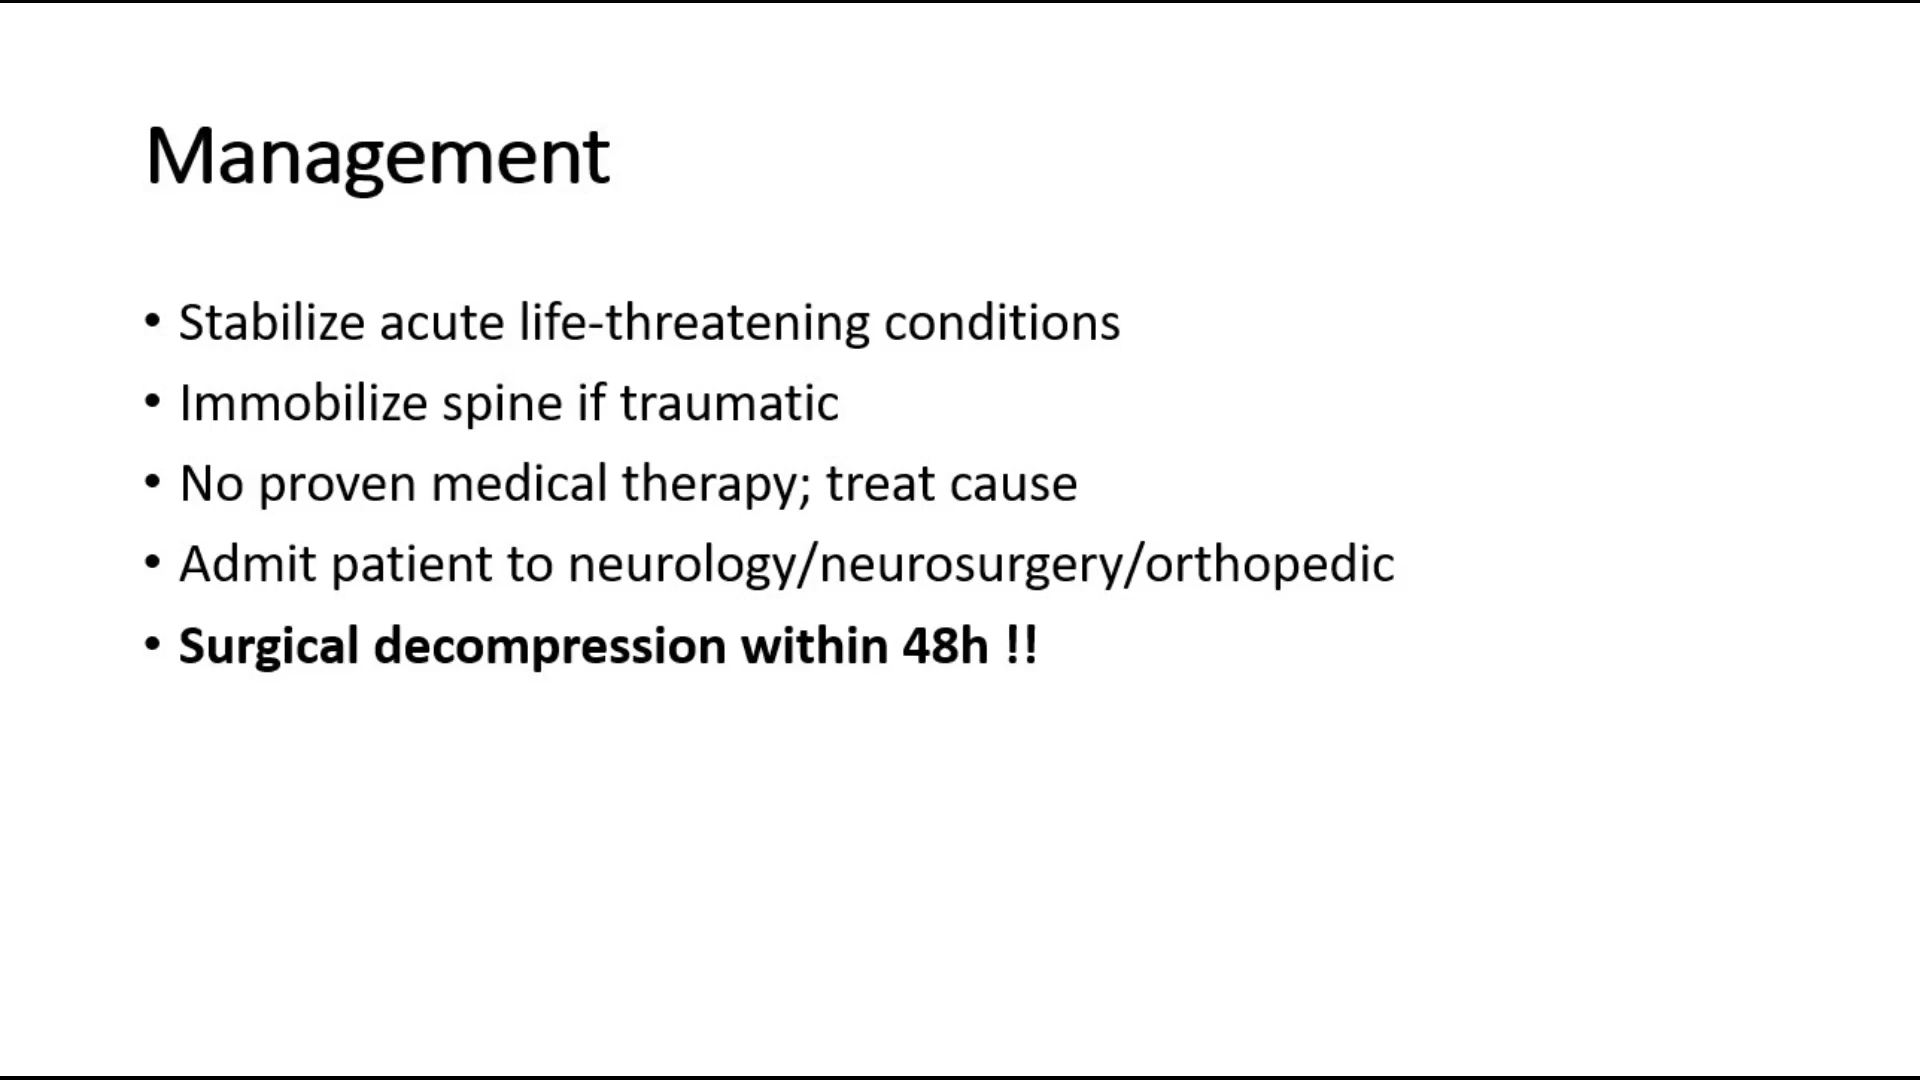 Management
• Stabilize acute life-threatening conditions
• Immobilize spine if traumatic
• No proven medical therapy; treat cause
• Admit patient to neurology/neurosurgery/orthopedic
• Surgical decompression within 48h !!